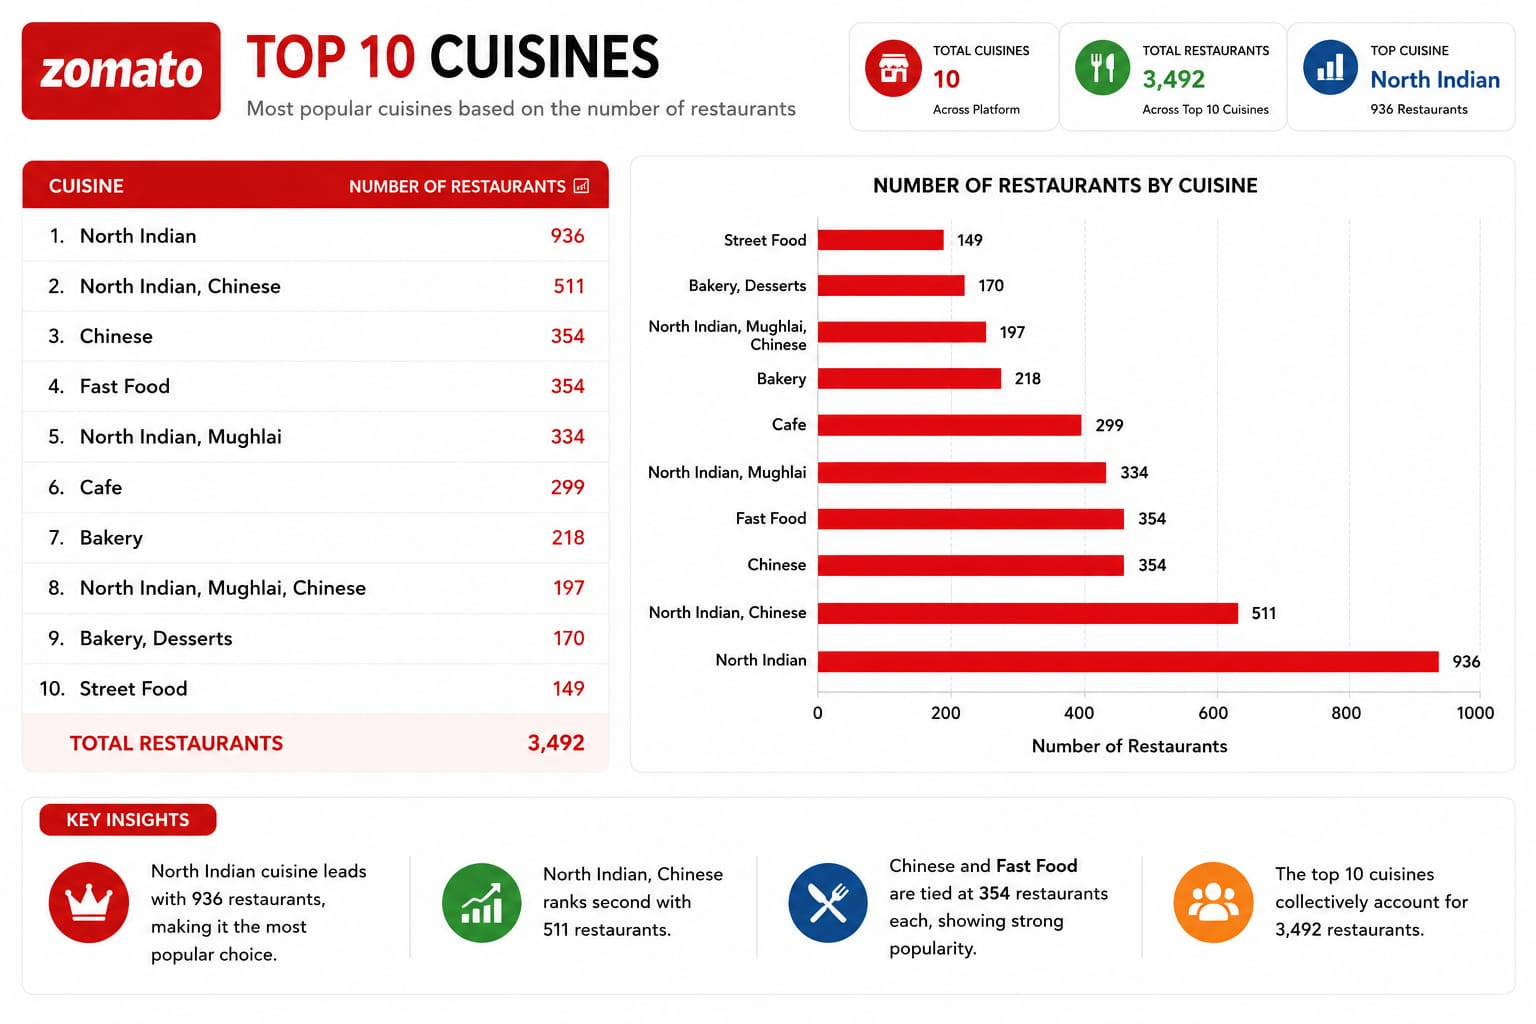 zomato
TOP 10 CUISINES
Most popular cuisines based on the number of restaurants
TOTAL CUISINES
10
Across Platform
TOTAL RESTAURANTS
3,492
Across Top 10 Cuisines
TOP CUISINE
North Indian
936 Restaurants
CUISINE NUMBER OF RESTAURANTS
1. North Indian 936
2. North Indian, Chinese 511
3. Chinese 354
4. Fast Food 354
5. North Indian, Mughlai 334
6. Cafe 299
7. Bakery 218
8. North Indian, Mughlai, Chinese 197
9. Bakery, Desserts 170
10. Street Food 149
TOTAL RESTAURANTS 3,492
NUMBER OF RESTAURANTS BY CUISINE
Street Food 149
Bakery, Desserts 170
North Indian, Mughlai,
Chinese 197
Bakery 218
Cafe 299
North Indian, Mughlai 334
Fast Food 354
Chinese 354
North Indian, Chinese 511
North Indian 936
0 200 400 600 800 1000
Number of Restaurants
KEY INSIGHTS
North Indian cuisine leads
with 936 restaurants,
making it the most
popular choice.
North Indian, Chinese
ranks second with
511 restaurants.
Chinese and Fast Food
are tied at 354 restaurants
each, showing strong
popularity.
The top 10 cuisines
collectively account for
3,492 restaurants.